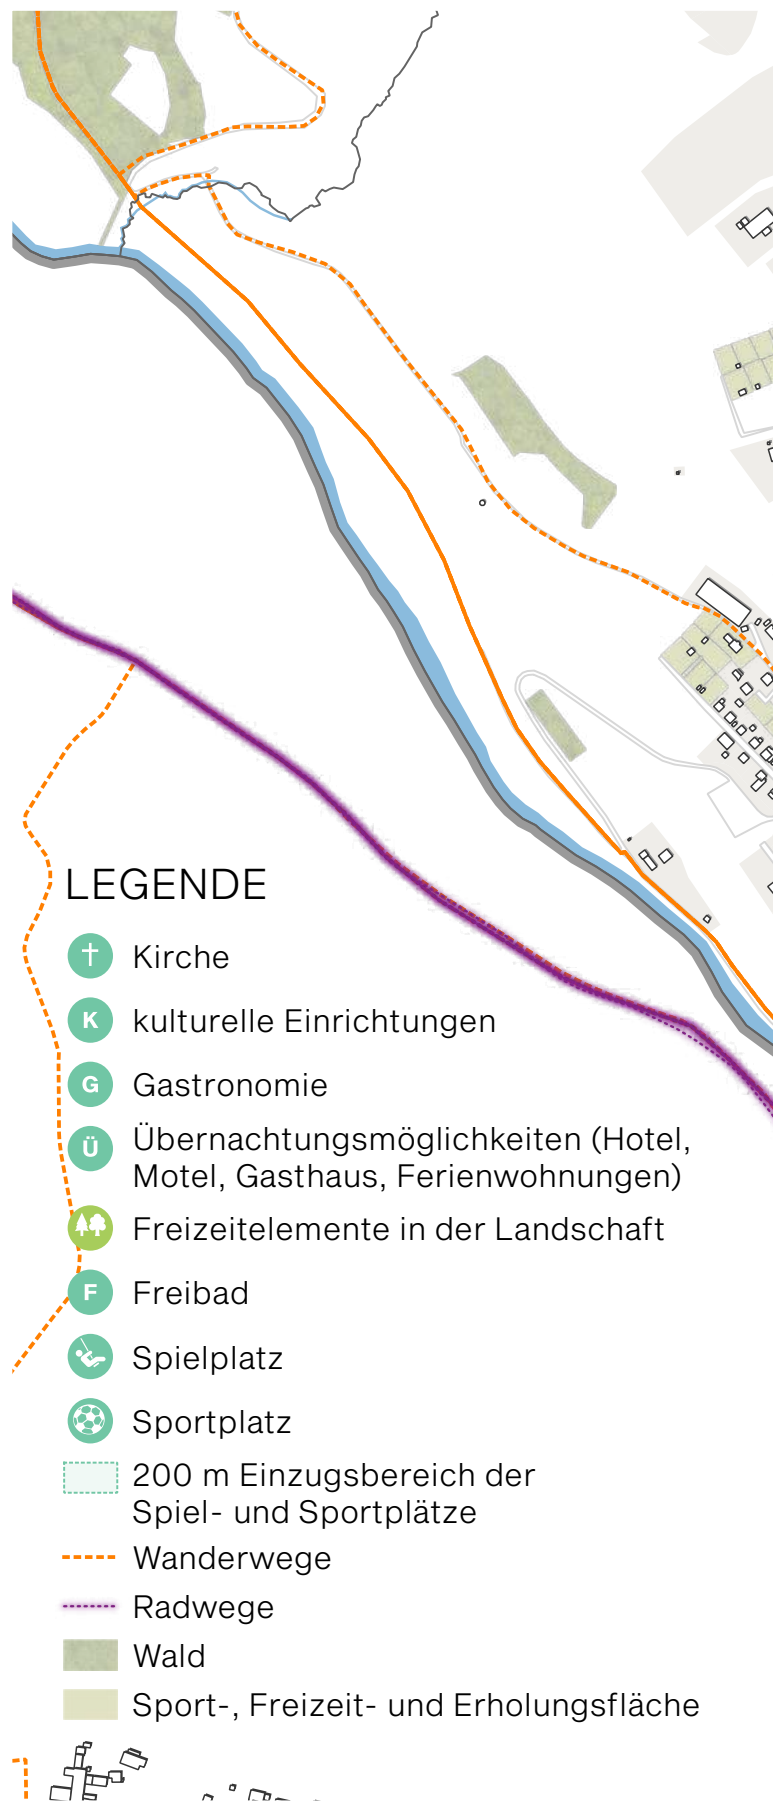 LEGENDE
Kirche
K kulturelle Einrichtungen
G Gastronomie
Ü Übernachtungsmöglichkeiten (Hotel,
Motel, Gasthaus, Ferienwohnungen)
Freizeitelemente in der Landschaft
F Freibad
Spielplatz
Sportplatz
200 m Einzugsbereich der
Spiel- und Sportplätze
Wanderwege
Radwege
Wald
Sport-, Freizeit- und Erholungsfläche